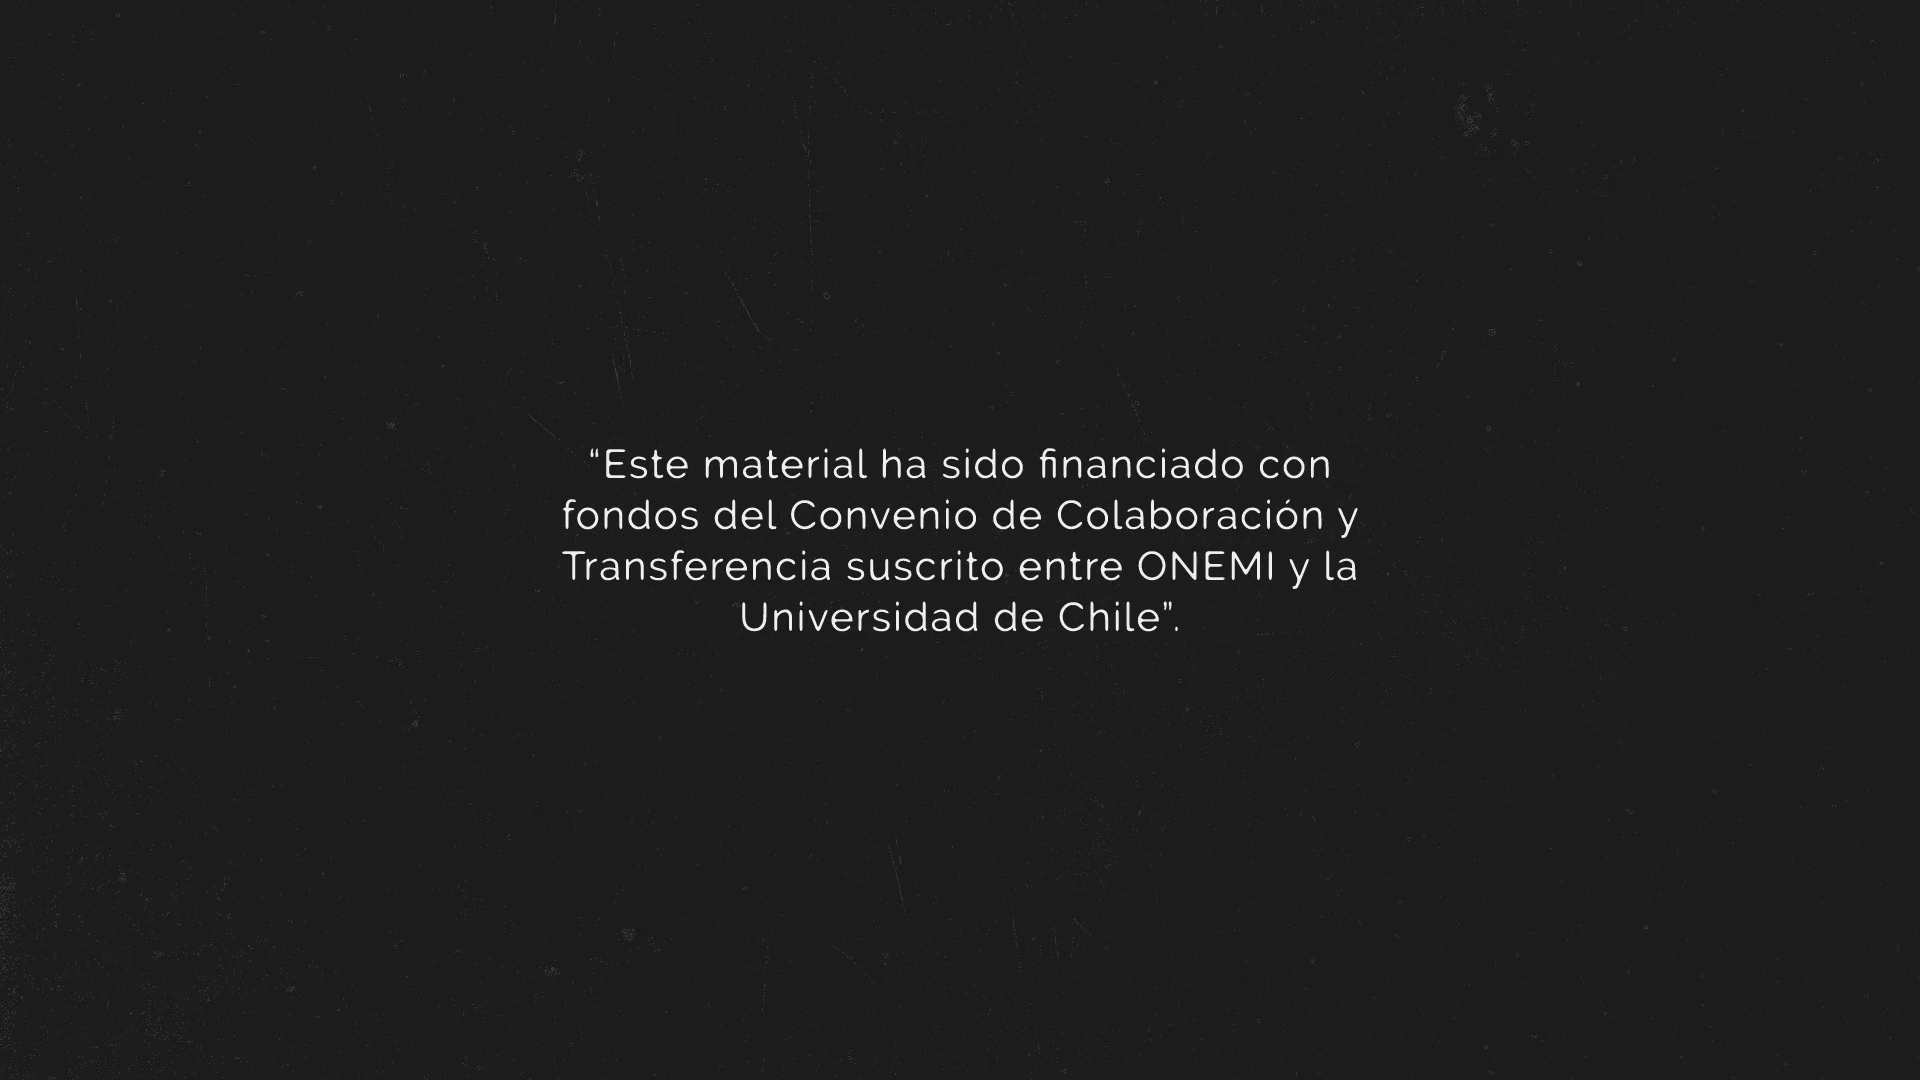 “Este material ha sido financiado con
fondos del Convenio de Colaboración y
Transferencia suscrito entre ONEMI y la
Universidad de Chile”.